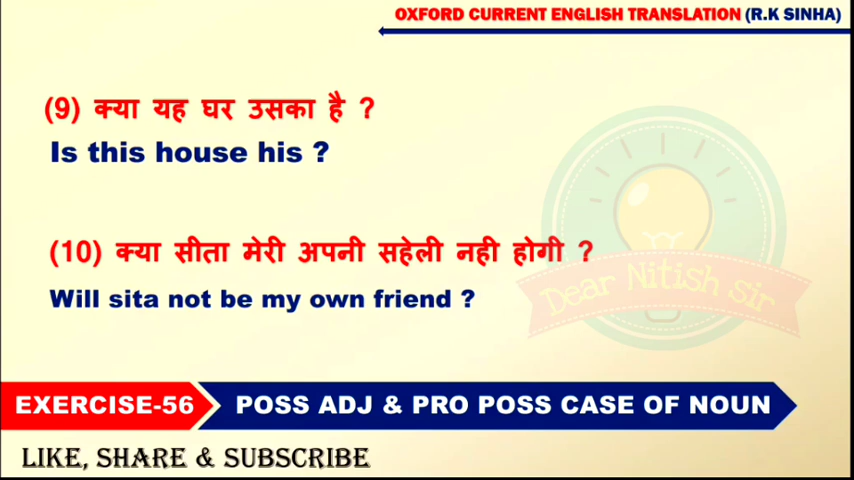 OXFORD CURRENT ENGLISH TRANSLATION (R.K SINHA)
(9) क्या यह घर उसका है ?
Is this house his ?
(10) क्या सीता मेरी अपनी सहेली नही होगी ?
Will sita not be my own friend ?
Dear Nitish Sir
EXERCISE-56
POSS ADJ & PRO POSS CASE OF NOUN
LIKE, SHARE & SUBSCRIBE